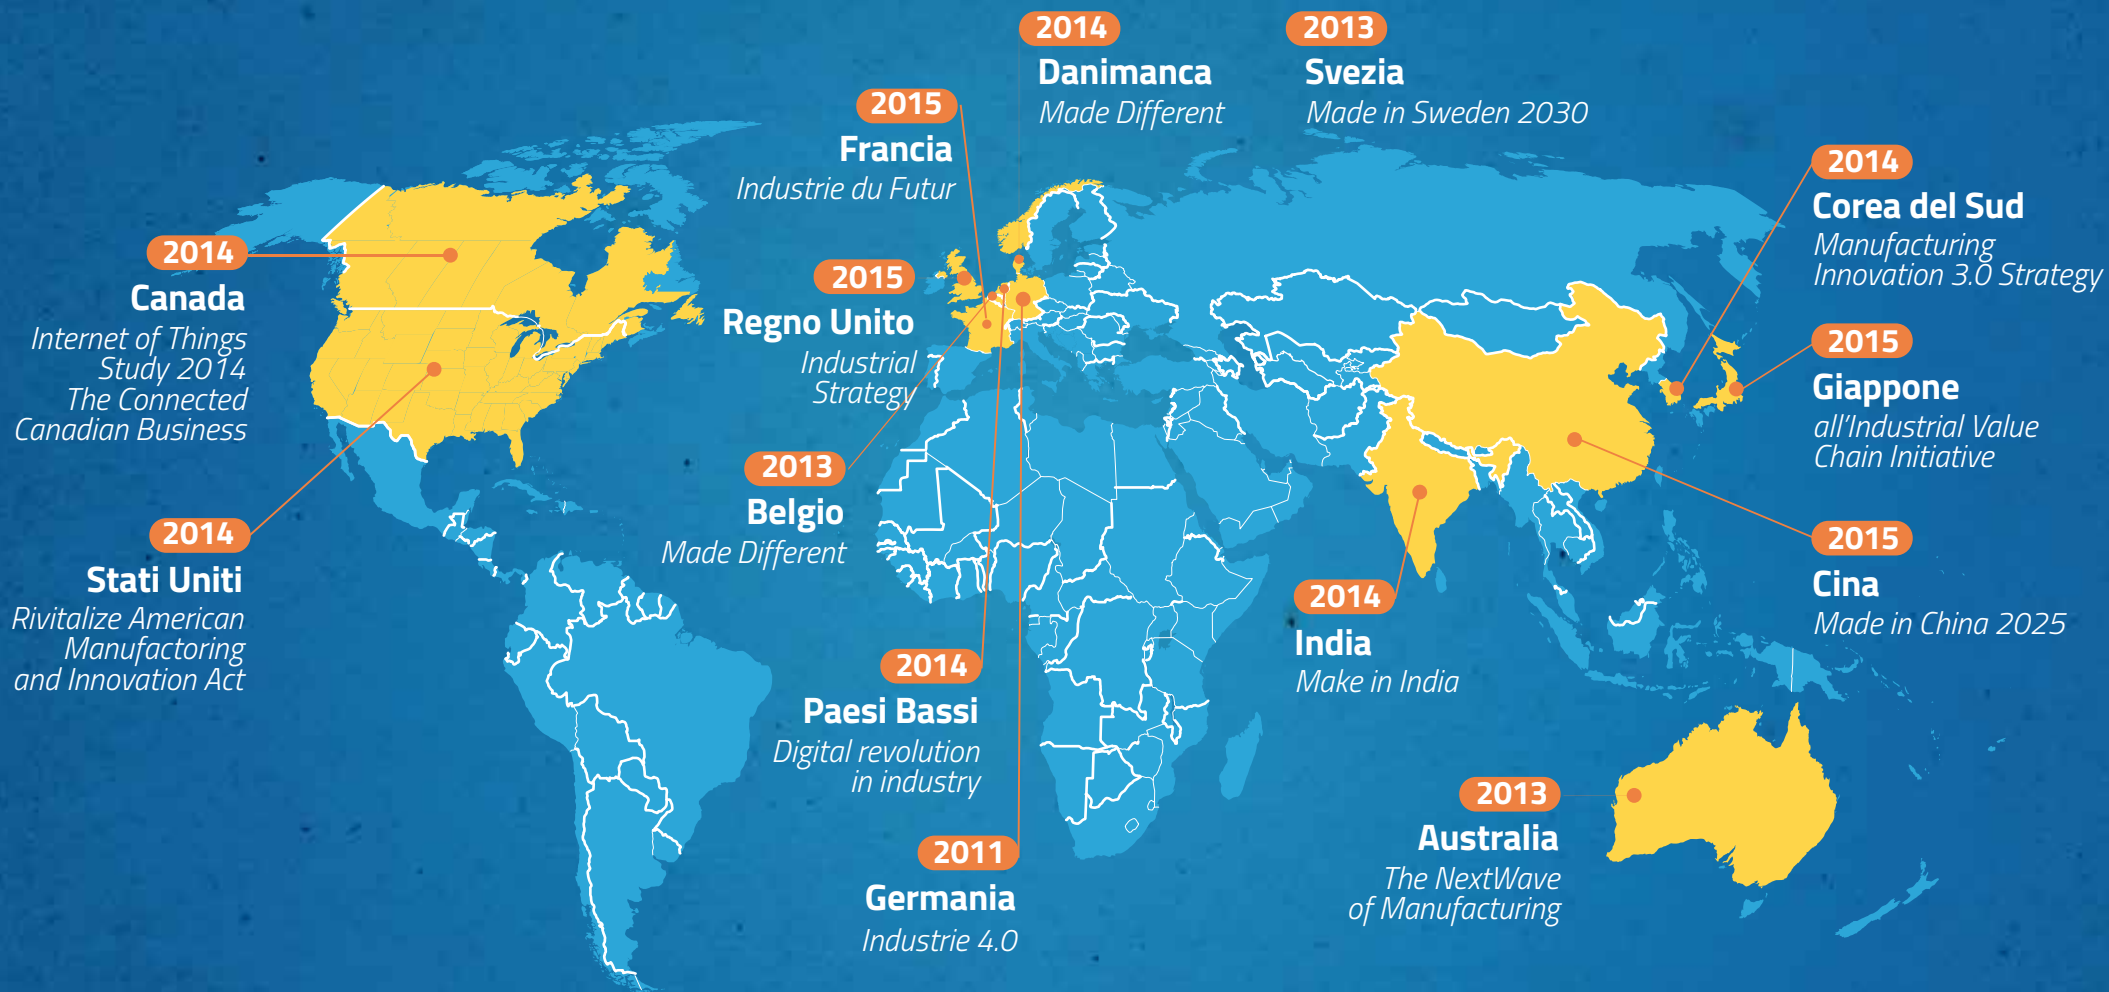 2014
Danimanca
Made Different
2013
Svezia
Made in Sweden 2030
2015
Francia
Industrie du Futur
2014
Corea del Sud
Manufacturing
Innovation 3.0 Strategy
2014
Canada
Internet of Things
Study 2014
The Connected
Canadian Business
2015
Regno Unito
Industrial
Strategy
2015
Giappone
all'Industrial Value
Chain Initiative
2013
Belgio
Made Different
2014
Stati Uniti
Rivitalize American
Manufactoring
and Innovation Act
2015
Cina
Made in China 2025
2014
India
Make in India
2014
Paesi Bassi
Digital revolution
in industry
2013
Australia
The NextWave
of Manufacturing
2011
Germania
Industrie 4.0